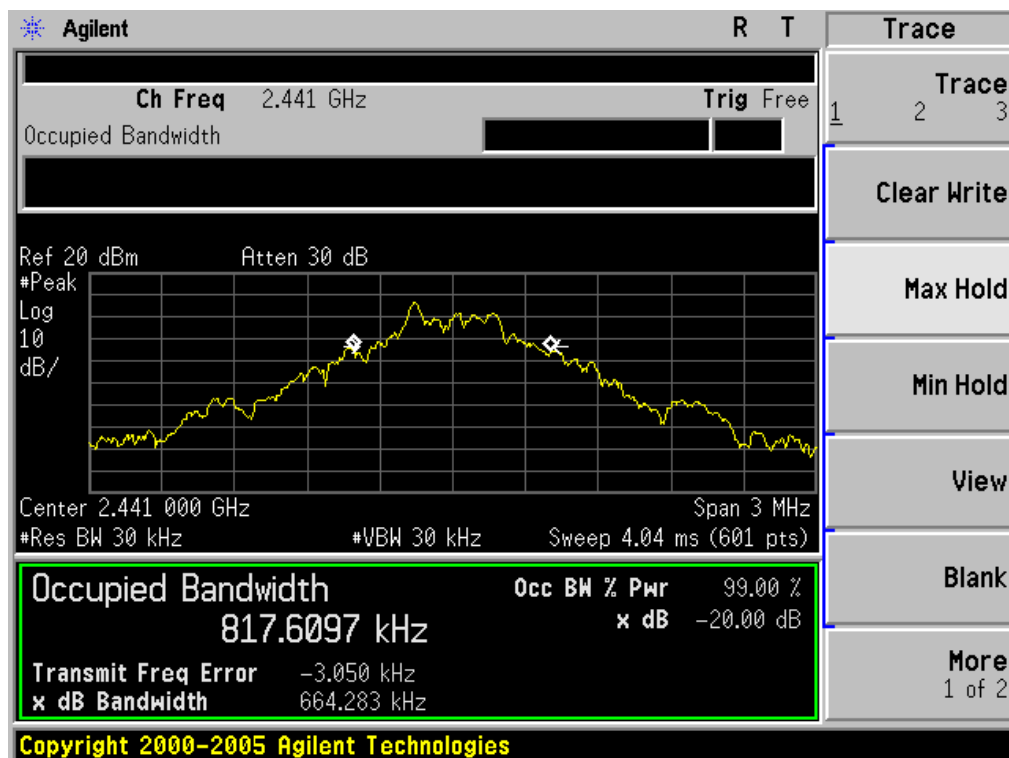 Agilent R T Trace
Ch Freq 2.441 GHz Trig Free
Occupied Bandwidth
Trace
1 2 3
Clear Write
Max Hold
Min Hold
View
Blank
More
1 of 2
Ref 20 dBm Atten 30 dB
#Peak
Log
10
dB/
Center 2.441 000 GHz Span 3 MHz
#Res BW 30 kHz #VBW 30 kHz Sweep 4.04 ms (601 pts)
Occupied Bandwidth Occ BW % Pwr 99.00 %
817.6097 kHz x dB -20.00 dB
Transmit Freq Error -3.050 kHz
x dB Bandwidth 664.283 kHz
Copyright 2000-2005 Agilent Technologies